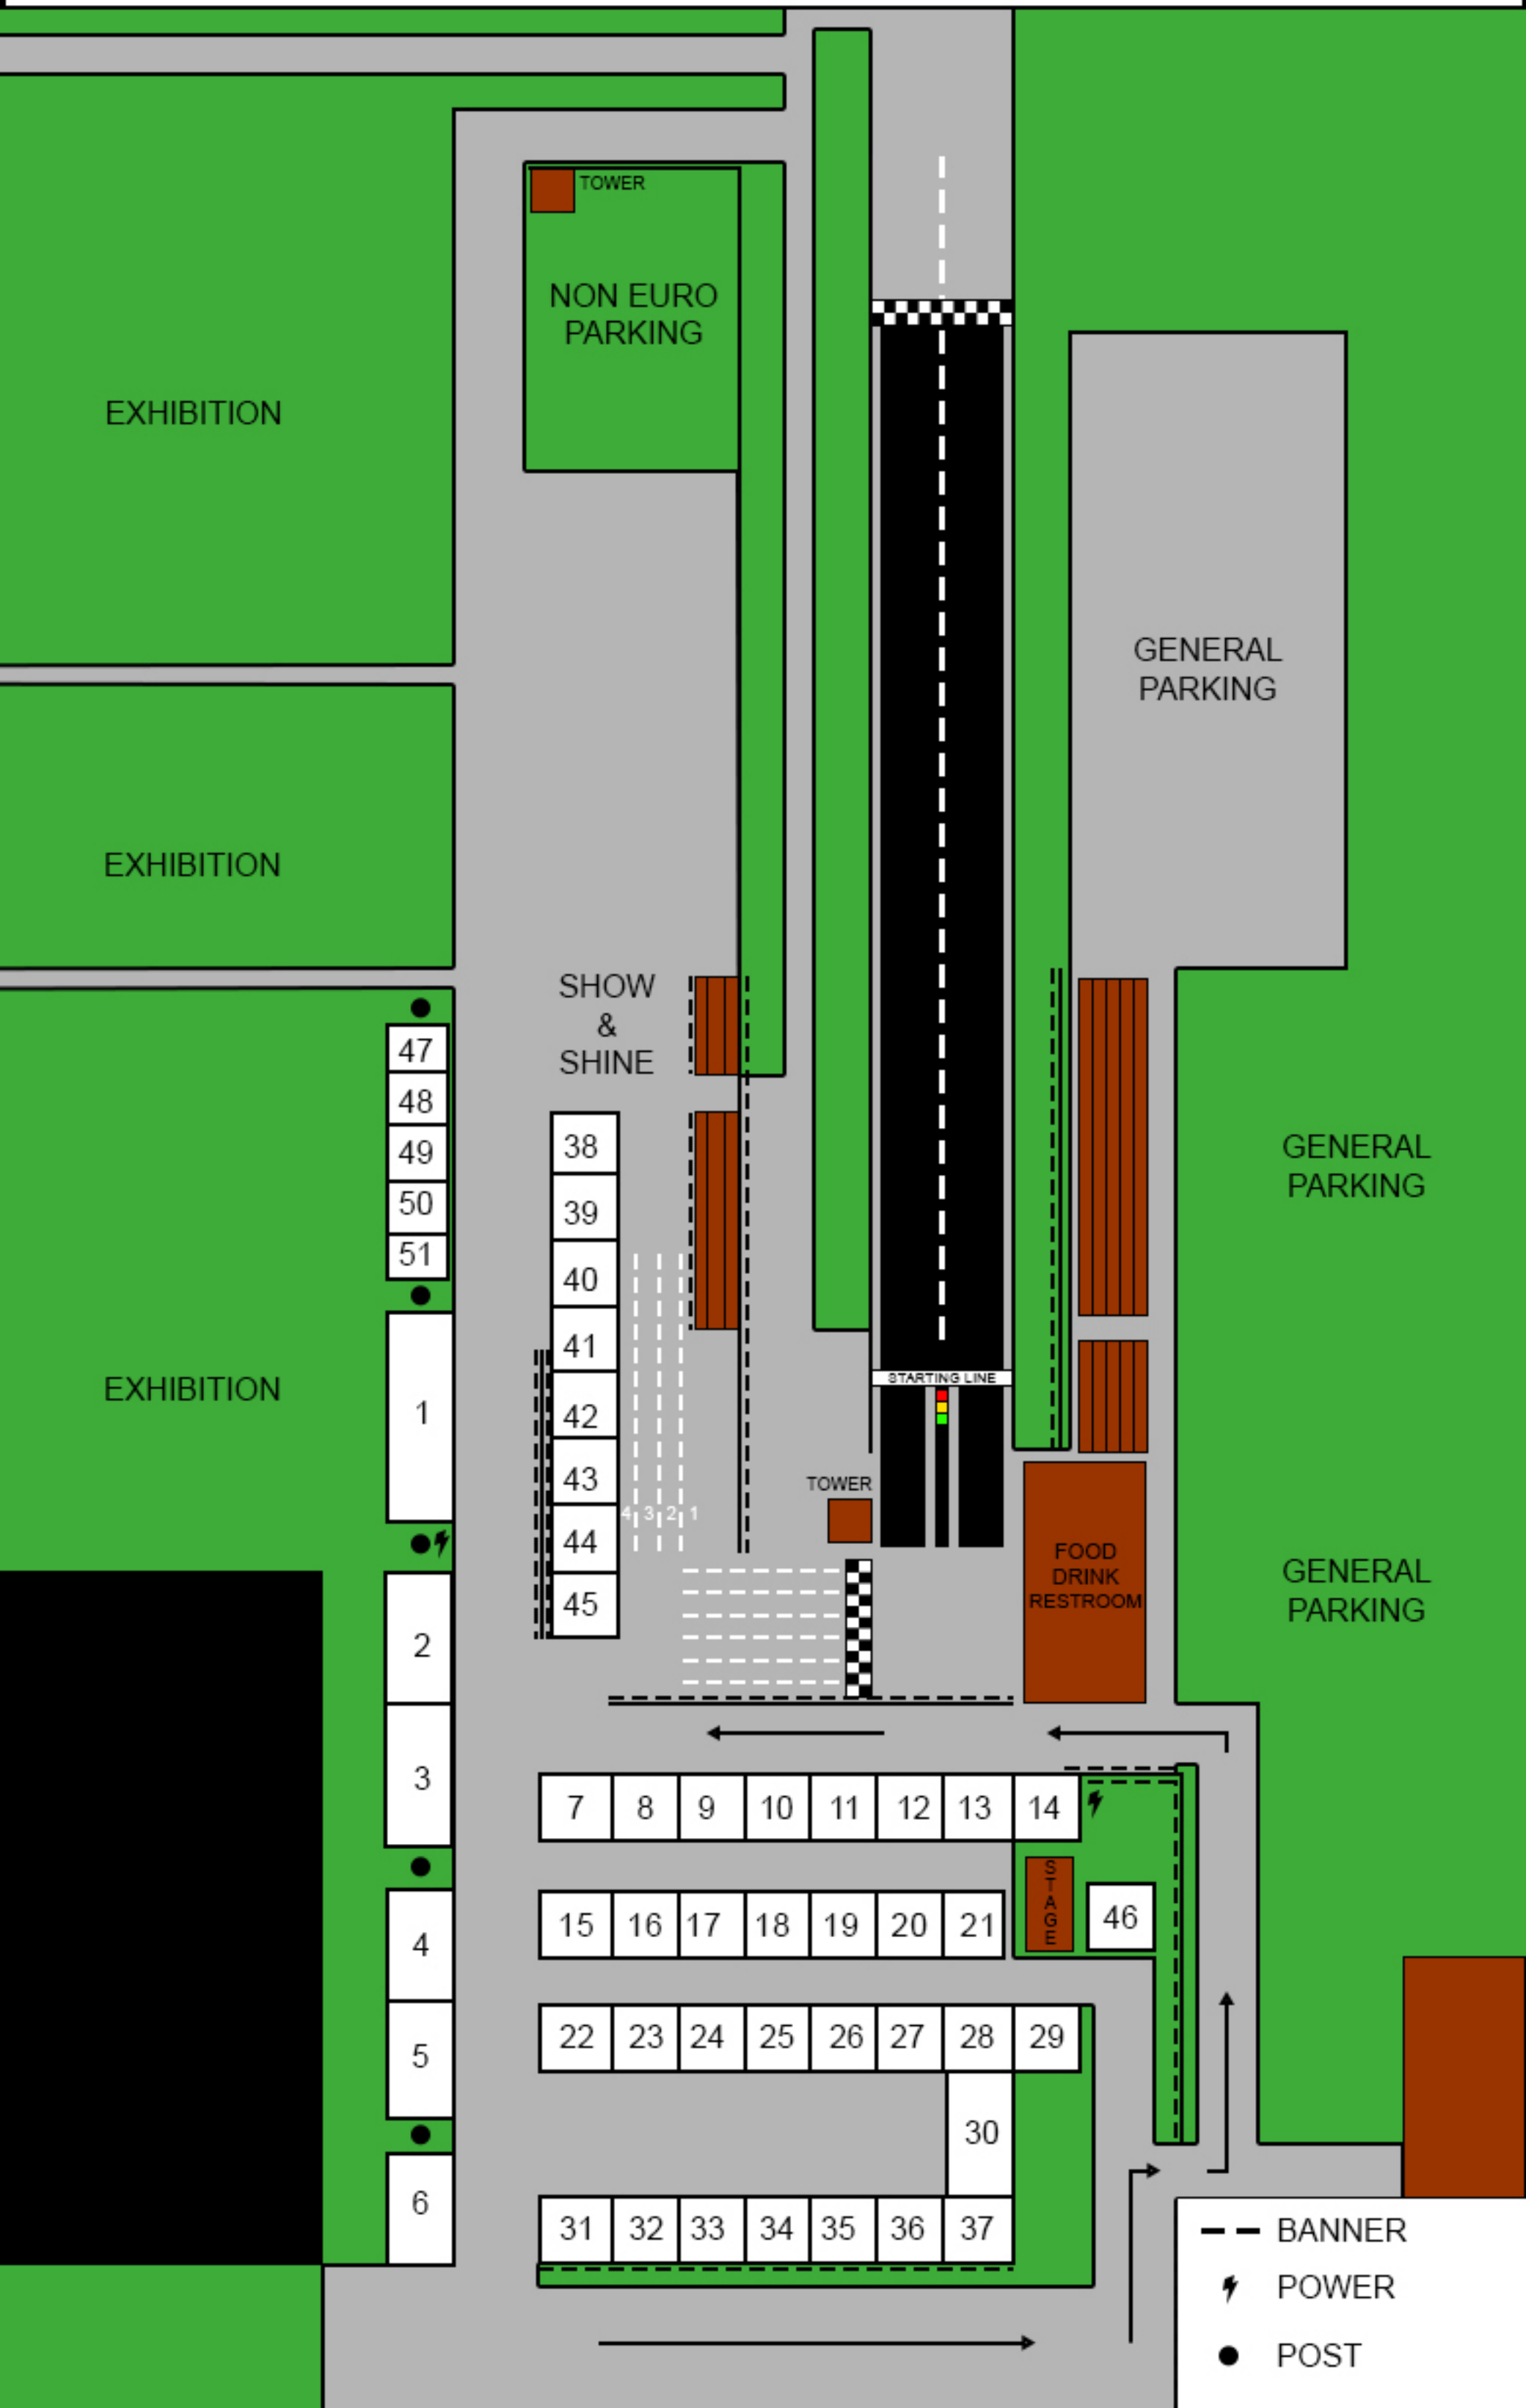 TOWER
NON EURO
PARKING
EXHIBITION
GENERAL
PARKING
EXHIBITION
SHOW
&
SHINE
47
48
49
50
51
38
39
40
41
42
43
44
45
GENERAL
PARKING
EXHIBITION
1
STARTING LINE
4 3 2 1
TOWER
FOOD
DRINK
RESTROOM
GENERAL
PARKING
2
3
4
5
6
7 8 9 10 11 12 13 14
STAGE
46
15 16 17 18 19 20 21
22 23 24 25 26 27 28 29
30
31 32 33 34 35 36 37
BANNER
POWER
POST